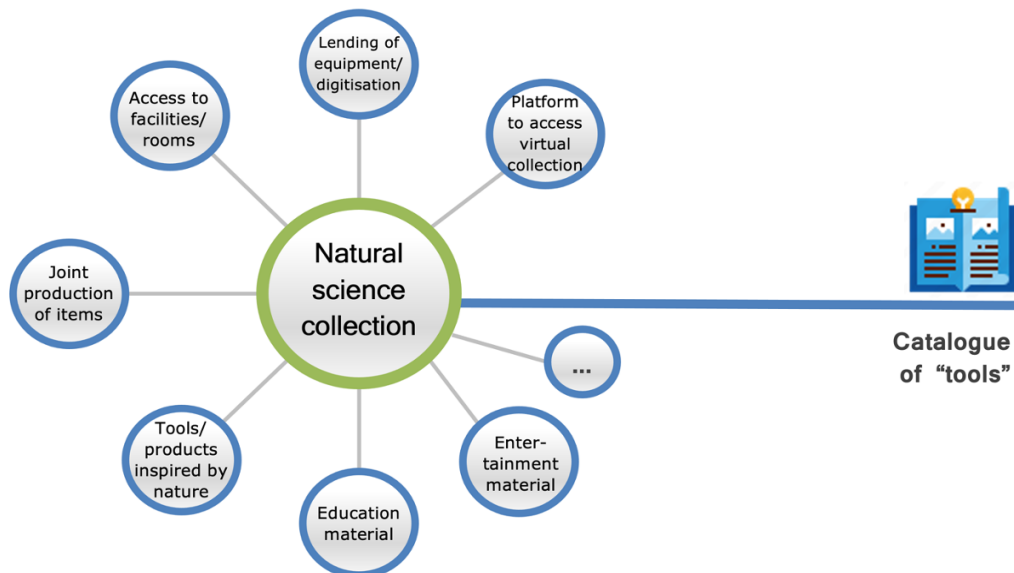 Lending of
equipment/
digitisation
Access to
facilities/
rooms
Platform
to access
virtual
collection
Natural
science
collection
Joint
production
of items
...
Catalogue
of “tools”
Tools/
products
inspired by
nature
Enter-
tainment
material
Education
material